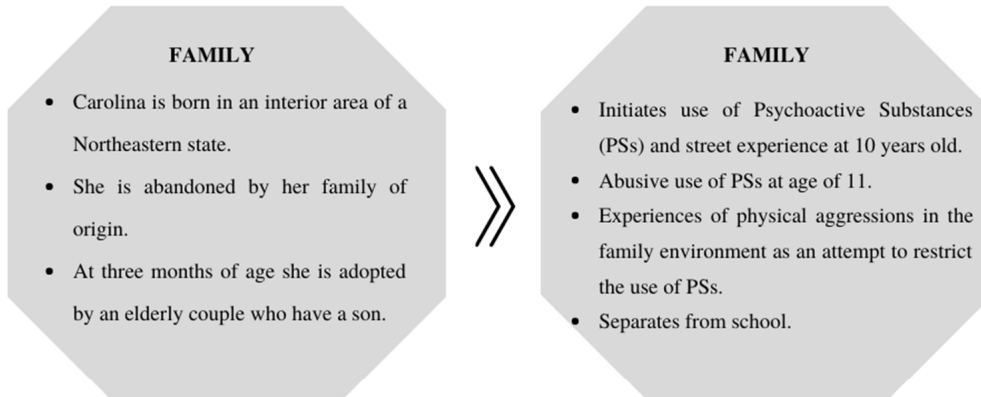 FAMILY
• Carolina is born in an interior area of a
Northeastern state.
• She is abandoned by her family of
origin.
• At three months of age she is adopted
by an elderly couple who have a son.
FAMILY
• Initiates use of Psychoactive Substances
(PSs) and street experience at 10 years old.
• Abusive use of PSs at age of 11.
• Experiences of physical aggressions in the
family environment as an attempt to restrict
the use of PSs.
• Separates from school.